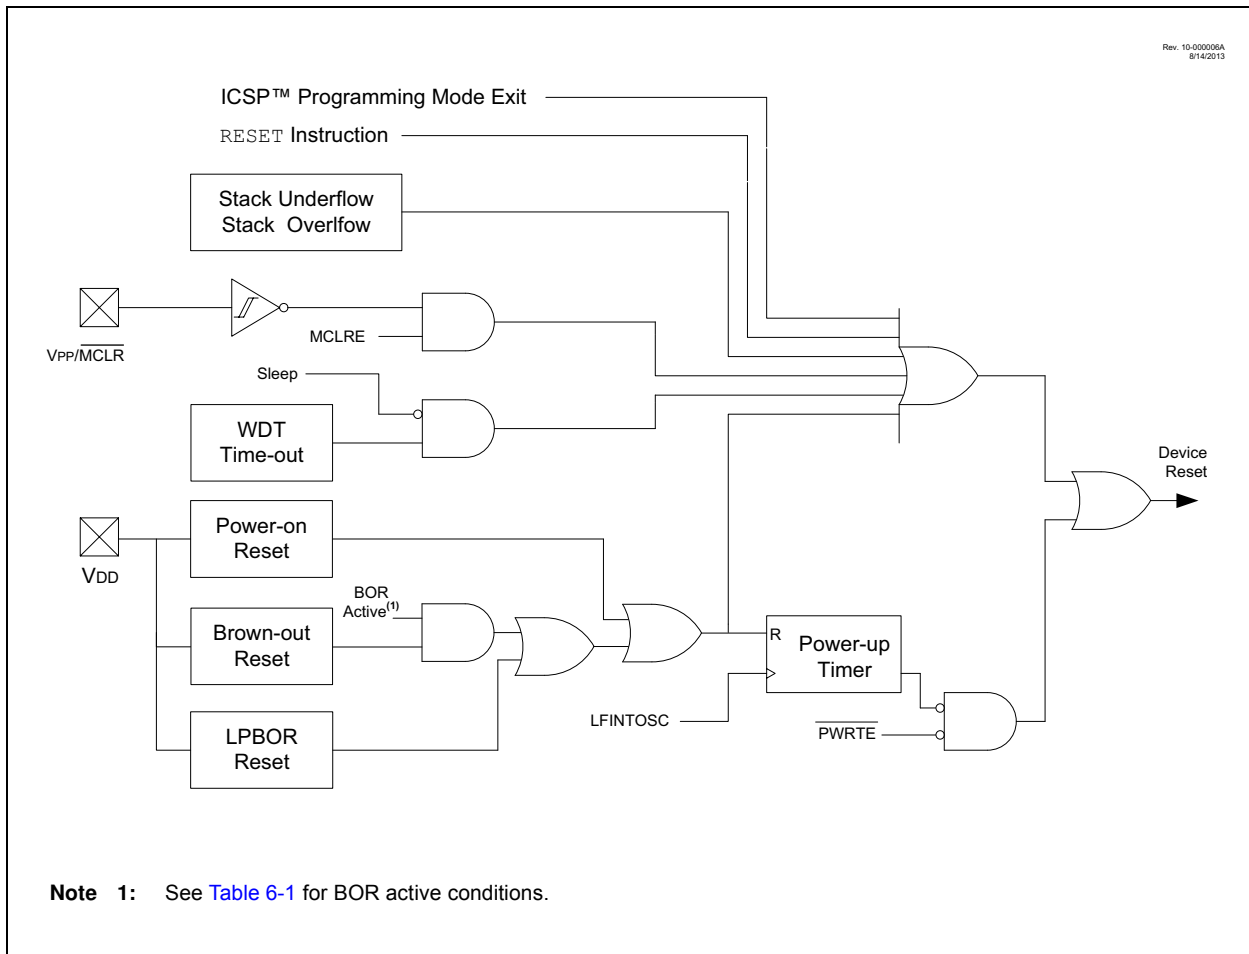 Rev. 10-000006A
8/14/2013
ICSP™ Programming Mode Exit
RESET Instruction
Stack Underflow
Stack Overlfow
VPP/MCLR
MCLRE
Sleep
WDT
Time-out
Device
Reset
Power-on
Reset
VDD
BOR
Active(1)
Brown-out
Reset
R
Power-up
Timer
LFINTOSC
PWRTE
LPBOR
Reset
Note 1: See Table 6-1 for BOR active conditions.